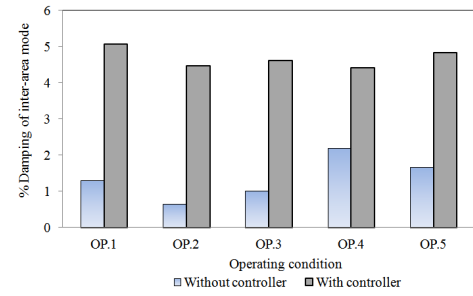 6
5
4
3
2
1
0
% Damping of inter-area mode
OP.1 OP.2 OP.3 OP.4 OP.5
Operating condition
Without controller With controller